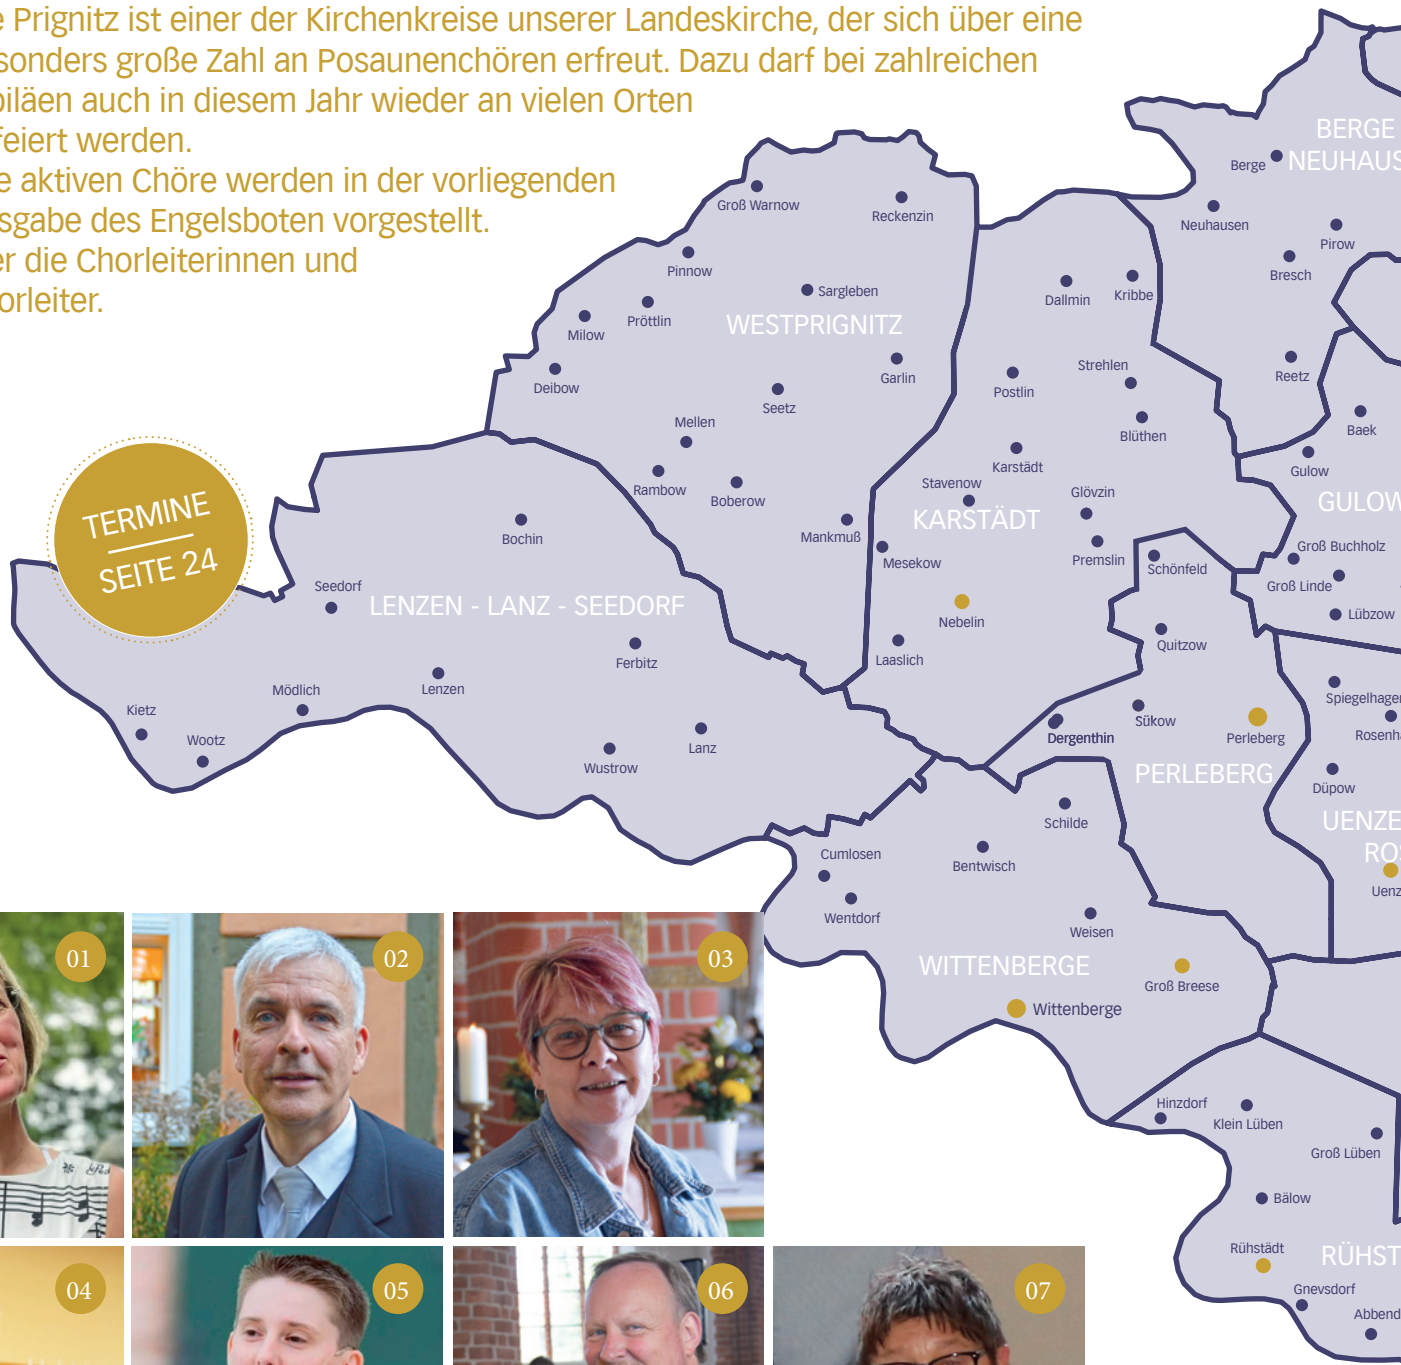 e Prignitz ist einer der Kirchenkreise unserer Landeskirche, der sich über eine
sonders große Zahl an Posaunenchören erfreut. Dazu darf bei zahlreichen
biläen auch in diesem Jahr wieder an vielen Orten
feiert werden.
e aktiven Chöre werden in der vorliegenden
sgabe des Engelsboten vorgestellt.
er die Chorleiterinnen und
orleiter.
BERGE
NEUHAUS
Berge
Neuhausen
Pirow
Bresch
Reetz
Groß Warnow
Reckenzin
Pinnow
Sargleben
Pröttlin
Milow
WESTPRIGNITZ
Deibow
Garlin
Seetz
Mellen
Rambow
Boberow
Mankmuß
Dallmin
Kribbe
Strehlen
Postlin
Blüthen
Karstädt
Stavenow
Glövzin
KARSTÄDT
Premslin
Mesekow
Nebelin
Laaslich
Baek
Gulow
GULOW
Groß Buchholz
Groß Linde
Lübzow
TERMINE
SEITE 24
Bochin
Seedorf
LENZEN - LANZ - SEEDORF
Ferbitz
Lenzen
Mödlich
Kietz
Wootz
Lanz
Wustrow
Schönfeld
Quitzow
Sükow
Dergenthin
Perleberg
PERLEBERG
Spiegelhagen
Rosenha
Düpow
UENZE
ROS
Uenz
Schilde
Cumlosen
Bentwisch
Wentdorf
Weisen
WITTENBERGE
Groß Breese
Wittenberge
Hinzdorf
Klein Lüben
Groß Lüben
Bälow
Rühstädt
RÜHST
Gnevsdorf
Abbend
01
02
03
04
05
06
07